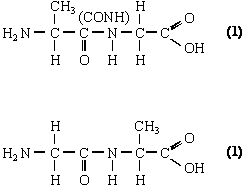 CH₃ (CONH) H O
H₂N—C—C—N—C—C (1)
H O H H OH
H CH₃ O
H₂N—C—C—N—C—C (1)
H O H H OH